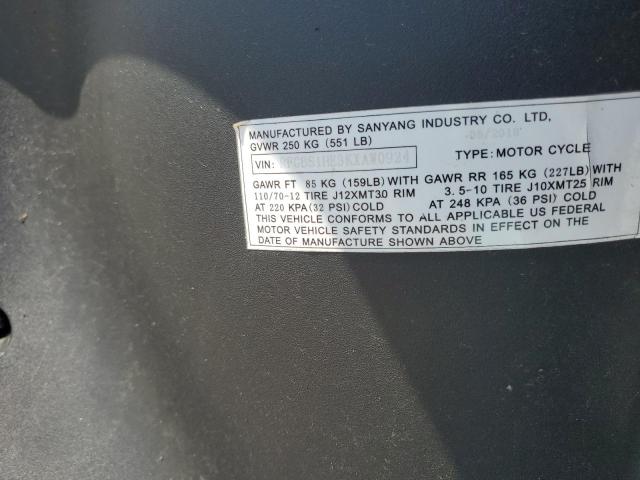 MANUFACTURED BY SANYANG INDUSTRY CO. LTD,
GVWR 250 KG (551 LB)
VIN:
TYPE: MOTOR CYCLE
GAWR FT 85 KG (159LB) WITH
110/70-12 TIRE J12XMT30 RIM
AT 220 KPA (32 PSI) COLD
GAWR RR 165 KG (227LB) WITH
3.5-10 TIRE J10XMT25 RIM
AT 248 KPA (36 PSI) COLD
THIS VEHICLE CONFORMS TO ALL APPLICABLE US FEDERAL
MOTOR VEHICLE SAFETY STANDARDS IN EFFECT ON THE
DATE OF MANUFACTURE SHOWN ABOVE